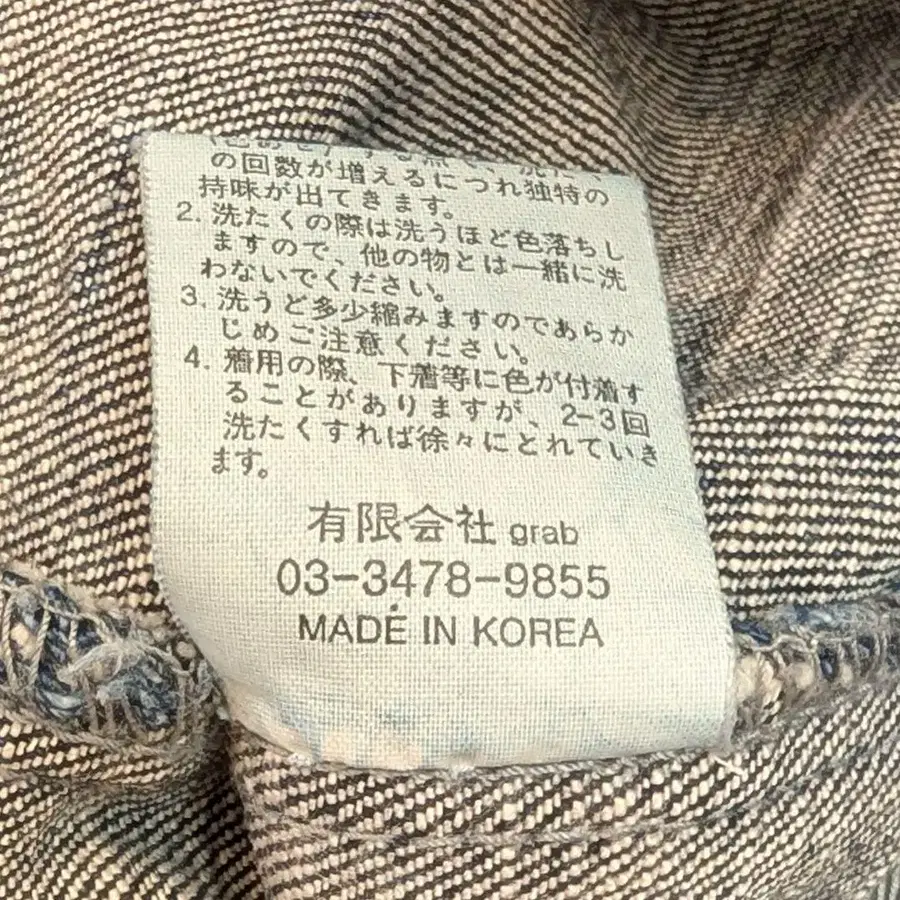 の回数が増えるにつれ独特の
持味が出てきます。
2. 洗たくの際は洗うほど色落ちし
ますので、他の物とは一緒に洗
わないでください。
3. 洗うど多少縮みますのであらか
じめご注意ください。
4. 着用の際、下着等に色が付着す
ることがありますが、2-3回
洗たくすれば徐々にとれていき
ます。
有限会社 grab
03-3478-9855
MADE IN KOREA